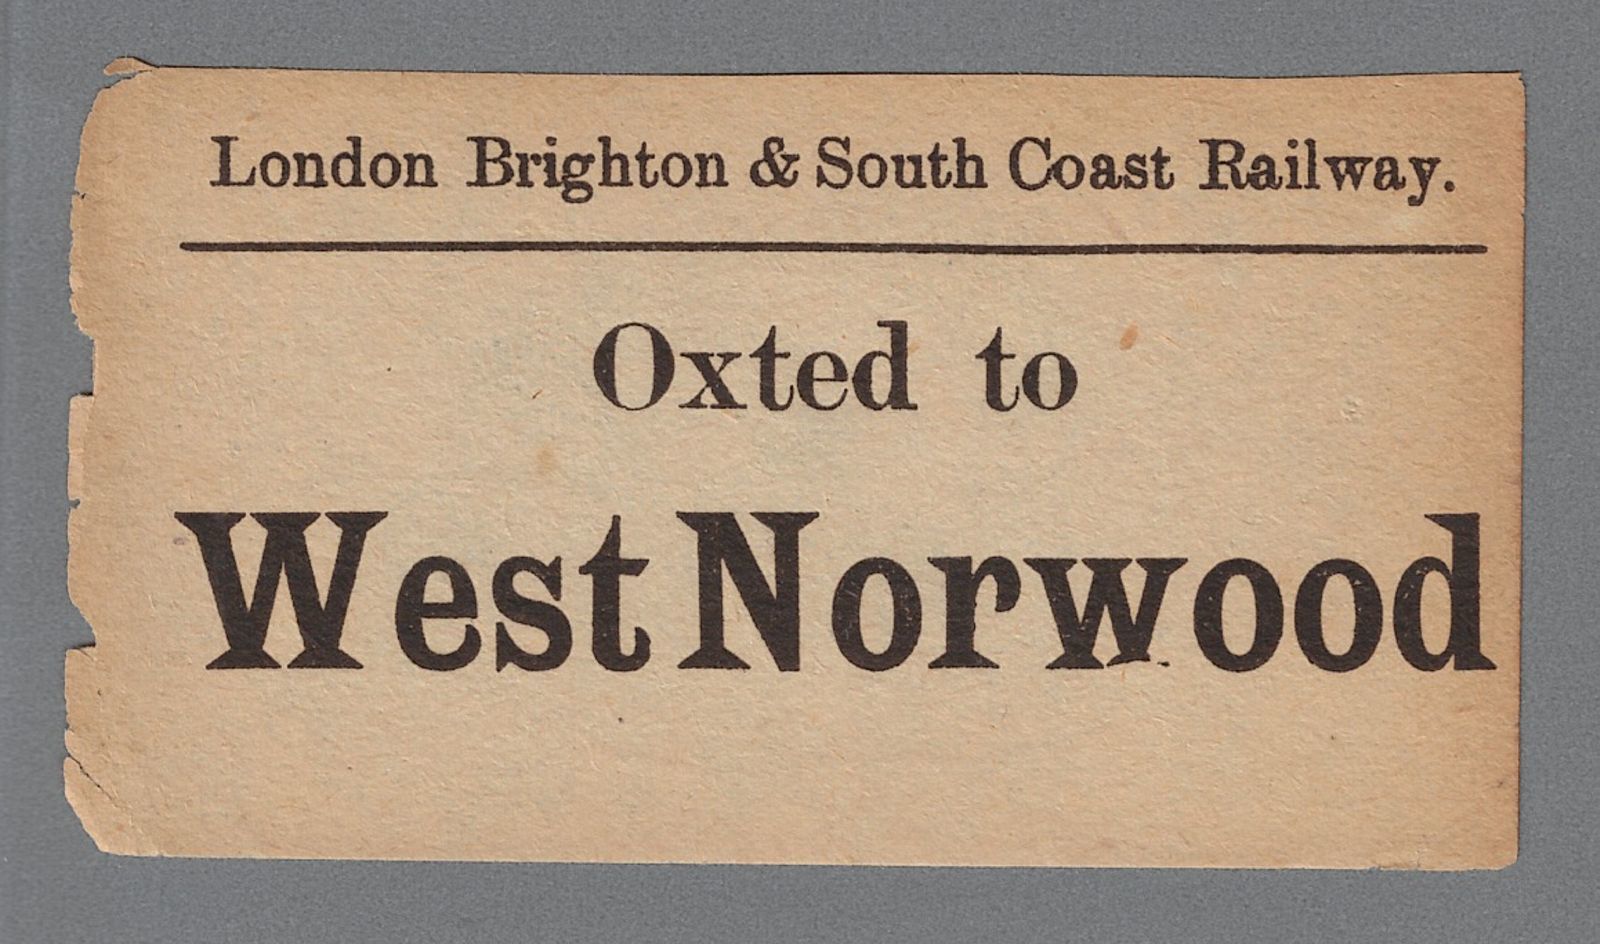 London Brighton & South Coast Railway.
Oxted to
West Norwood